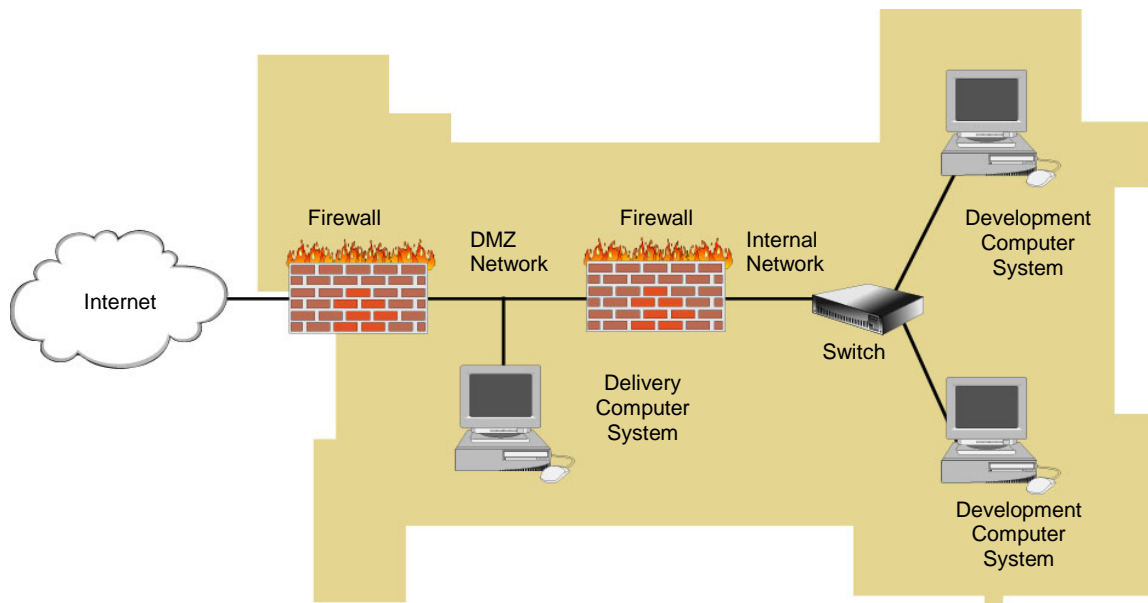 Internet
Firewall
DMZ
Network
Delivery
Computer
System
Firewall
Internal
Network
Switch
Development
Computer
System
Development
Computer
System